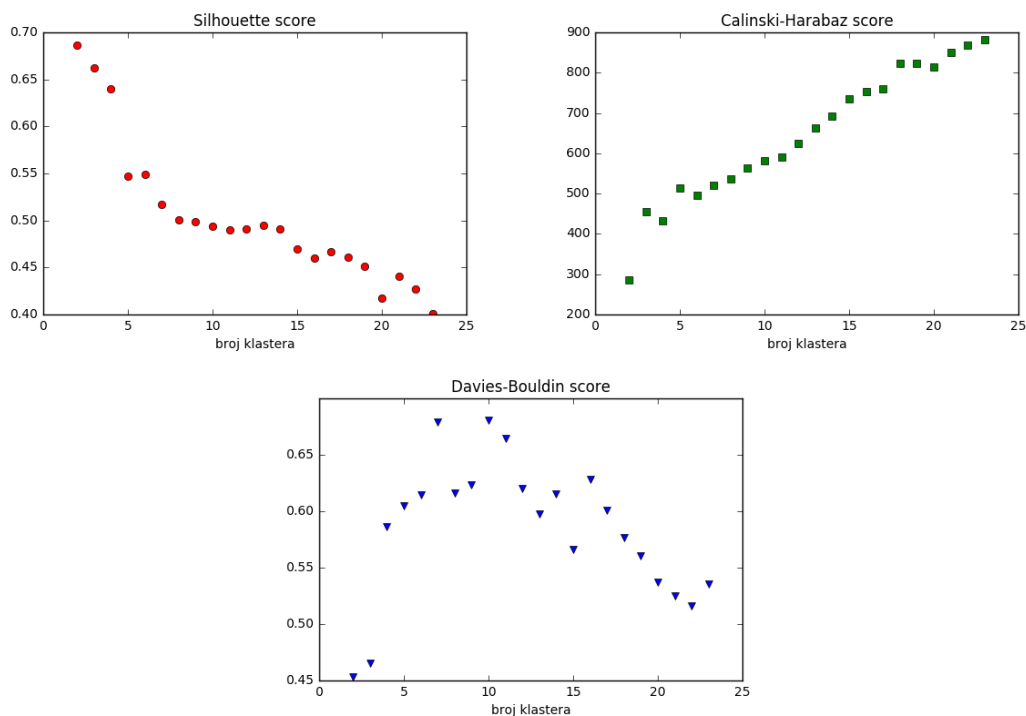 Silhouette score
0.70
0.65
0.60
0.55
0.50
0.45
0.40
0 5 10 15 20 25
broj klastera
Calinski-Harabaz score
900
800
700
600
500
400
300
200
0 5 10 15 20 25
broj klastera
Davies-Bouldin score
0.65
0.60
0.55
0.50
0.45
0 5 10 15 20 25
broj klastera